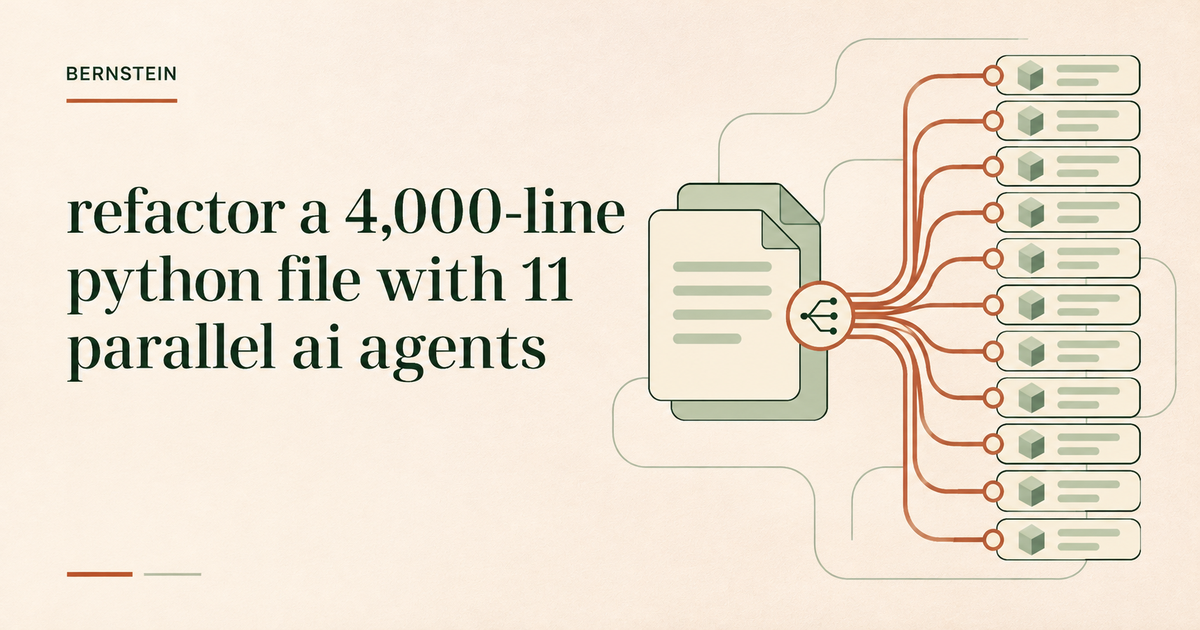 BERNSTEIN
refactor a 4,000-line
python file with 11
parallel ai agents